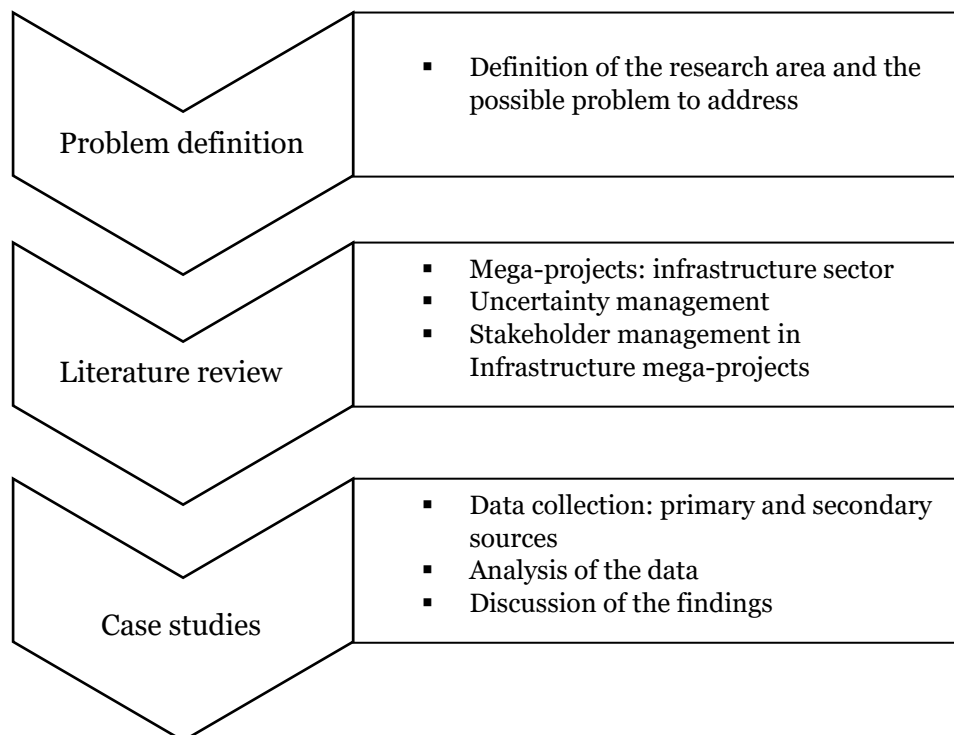 Problem definition
▪ Definition of the research area and the
possible problem to address
Literature review
▪ Mega-projects: infrastructure sector
▪ Uncertainty management
▪ Stakeholder management in
Infrastructure mega-projects
Case studies
▪ Data collection: primary and secondary
sources
▪ Analysis of the data
▪ Discussion of the findings